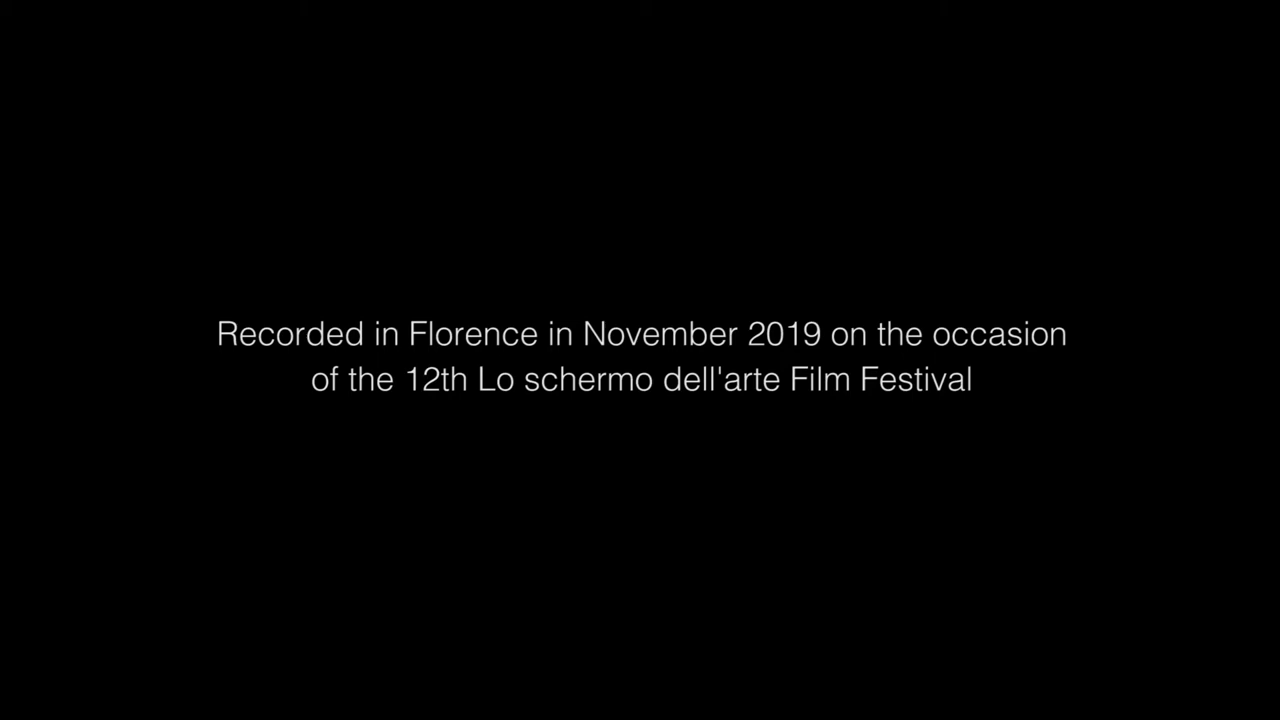 Recorded in Florence in November 2019 on the occasion
of the 12th Lo schermo dell'arte Film Festival